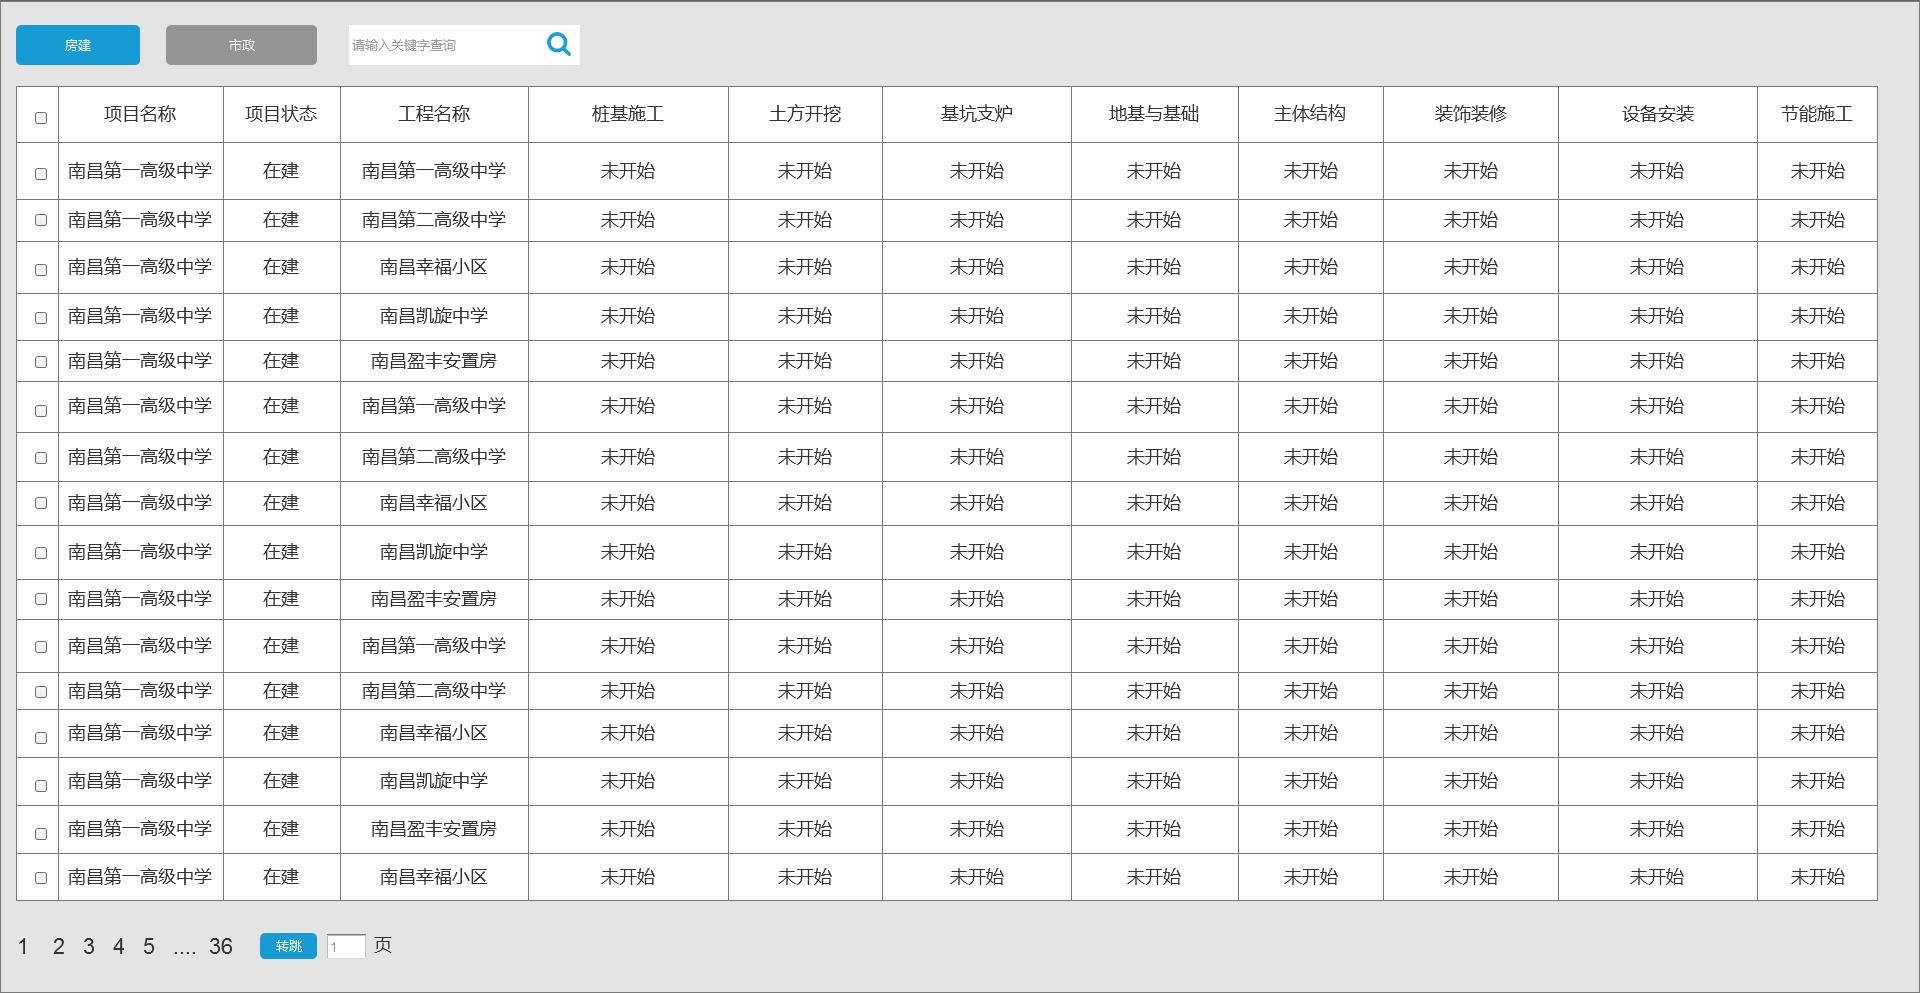 房建 市政 请输入关键字查询
项目名称 项目状态 工程名称 桩基施工 土方开挖 基坑支炉 地基与基础 主体结构 装饰装修 设备安装 节能施工
南昌第一高级中学 在建 南昌第一高级中学 未开始 未开始 未开始 未开始 未开始 未开始 未开始 未开始
南昌第一高级中学 在建 南昌第二高级中学 未开始 未开始 未开始 未开始 未开始 未开始 未开始 未开始
南昌第一高级中学 在建 南昌幸福小区 未开始 未开始 未开始 未开始 未开始 未开始 未开始 未开始
南昌第一高级中学 在建 南昌凯旋中学 未开始 未开始 未开始 未开始 未开始 未开始 未开始 未开始
南昌第一高级中学 在建 南昌盈丰安置房 未开始 未开始 未开始 未开始 未开始 未开始 未开始 未开始
南昌第一高级中学 在建 南昌第一高级中学 未开始 未开始 未开始 未开始 未开始 未开始 未开始 未开始
南昌第一高级中学 在建 南昌第二高级中学 未开始 未开始 未开始 未开始 未开始 未开始 未开始 未开始
南昌第一高级中学 在建 南昌幸福小区 未开始 未开始 未开始 未开始 未开始 未开始 未开始 未开始
南昌第一高级中学 在建 南昌凯旋中学 未开始 未开始 未开始 未开始 未开始 未开始 未开始 未开始
南昌第一高级中学 在建 南昌盈丰安置房 未开始 未开始 未开始 未开始 未开始 未开始 未开始 未开始
南昌第一高级中学 在建 南昌第一高级中学 未开始 未开始 未开始 未开始 未开始 未开始 未开始 未开始
南昌第一高级中学 在建 南昌第二高级中学 未开始 未开始 未开始 未开始 未开始 未开始 未开始 未开始
南昌第一高级中学 在建 南昌幸福小区 未开始 未开始 未开始 未开始 未开始 未开始 未开始 未开始
南昌第一高级中学 在建 南昌凯旋中学 未开始 未开始 未开始 未开始 未开始 未开始 未开始 未开始
南昌第一高级中学 在建 南昌盈丰安置房 未开始 未开始 未开始 未开始 未开始 未开始 未开始 未开始
南昌第一高级中学 在建 南昌幸福小区 未开始 未开始 未开始 未开始 未开始 未开始 未开始 未开始
1 2 3 4 5 .... 36 转跳 1 页